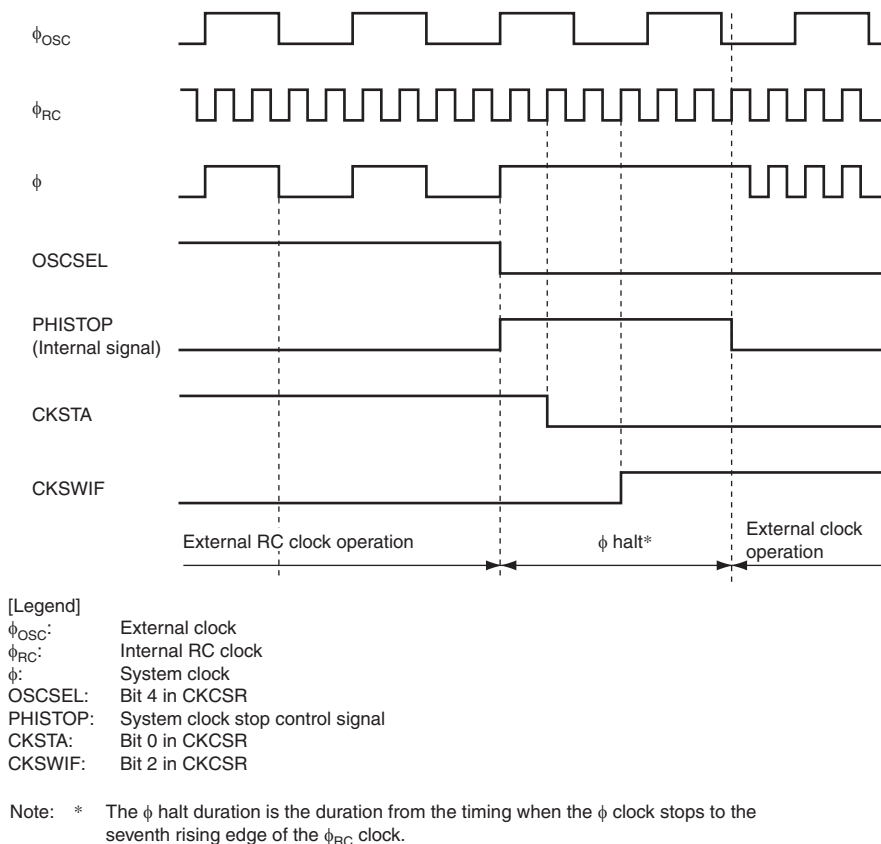 φOSC
φRC
φ
OSCSEL
PHISTOP
(Internal signal)
CKSTA
CKSWIF
External RC clock operation
φ halt*
External clock
operation
[Legend]
φOSC: External clock
φRC: Internal RC clock
φ: System clock
OSCSEL: Bit 4 in CKCSR
PHISTOP: System clock stop control signal
CKSTA: Bit 0 in CKCSR
CKSWIF: Bit 2 in CKCSR
Note: * The φ halt duration is the duration from the timing when the φ clock stops to the
seventh rising edge of the φRC clock.